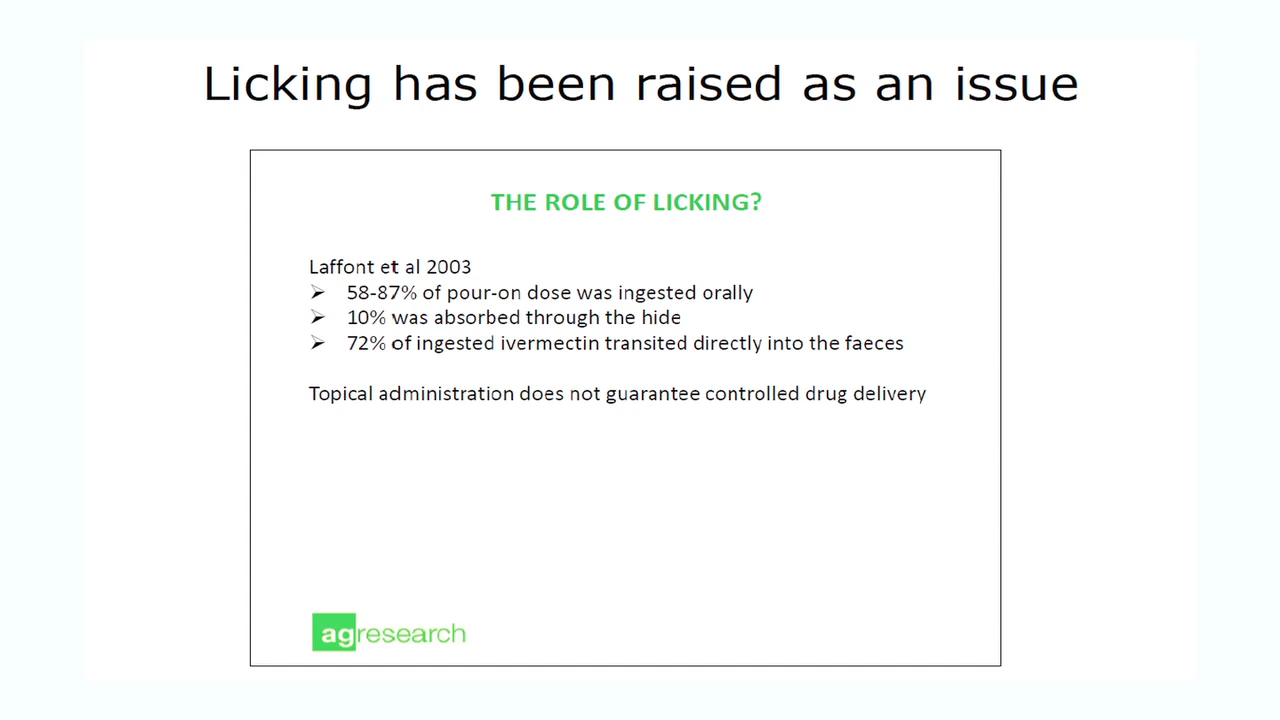 Licking has been raised as an issue
THE ROLE OF LICKING?
Laffont et al 2003
➢ 58-87% of pour-on dose was ingested orally
➢ 10% was absorbed through the hide
➢ 72% of ingested ivermectin transited directly into the faeces
Topical administration does not guarantee controlled drug delivery
agresearch